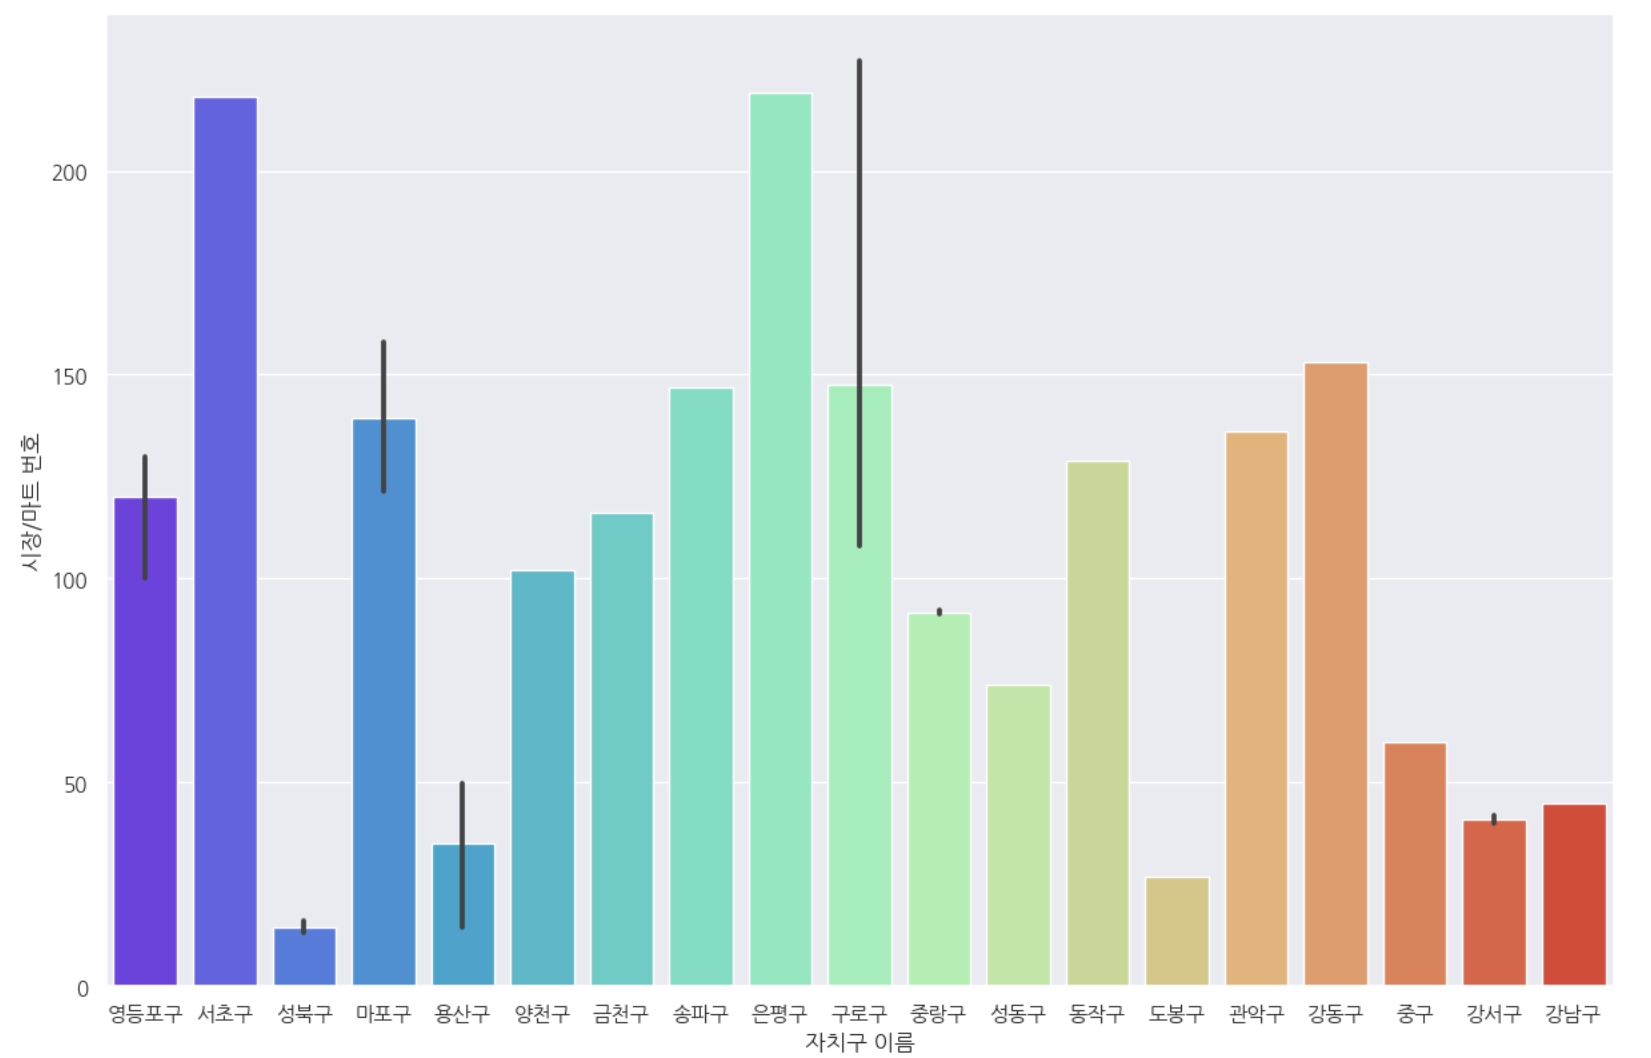 200
150
100
50
0
시장/마트 번호
영등포구 서초구 성북구 마포구 용산구 양천구 금천구 송파구 은평구 구로구 중랑구 성동구 동작구 도봉구 관악구 강동구 중구 강서구 강남구
자치구 이름